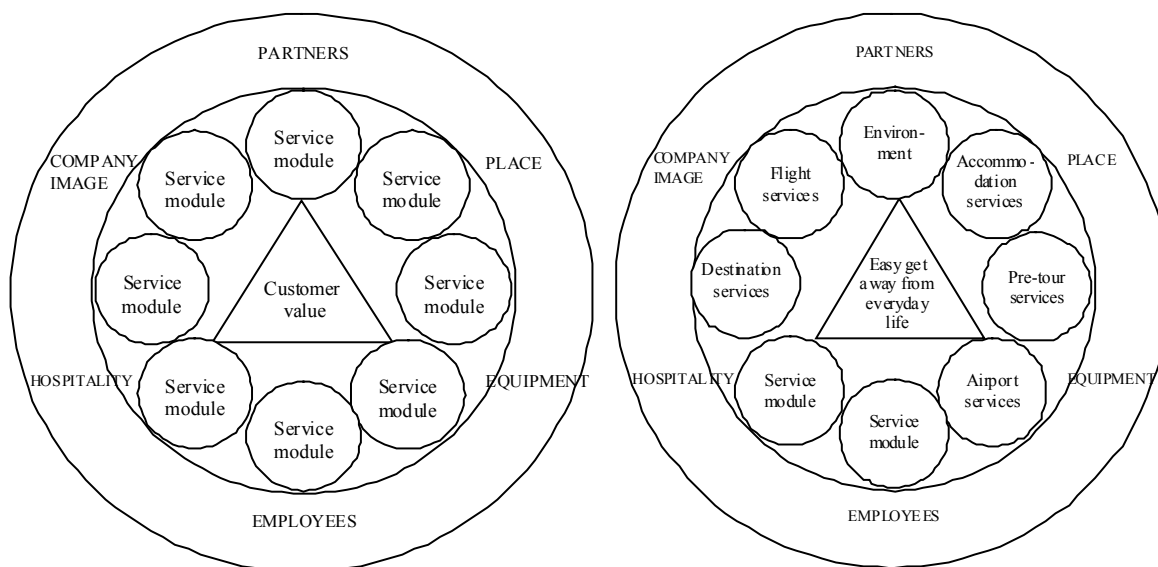 PARTNERS
COMPANY
IMAGE
PLACE
HOSPITALITY
EQUIPMENT
EMPLOYEES
Service
module
Service
module
Service
module
Service
module
Service
module
Service
module
Service
module
Service
module
Customer
value
PARTNERS
COMPANY
IMAGE
PLACE
HOSPITALITY
EQUIPMENT
EMPLOYEES
Environ-
ment
Flight
services
Accommo-
dation
services
Destination
services
Easy get
away from
everyday
life
Pre-tour
services
Service
module
Airport
services
Service
module